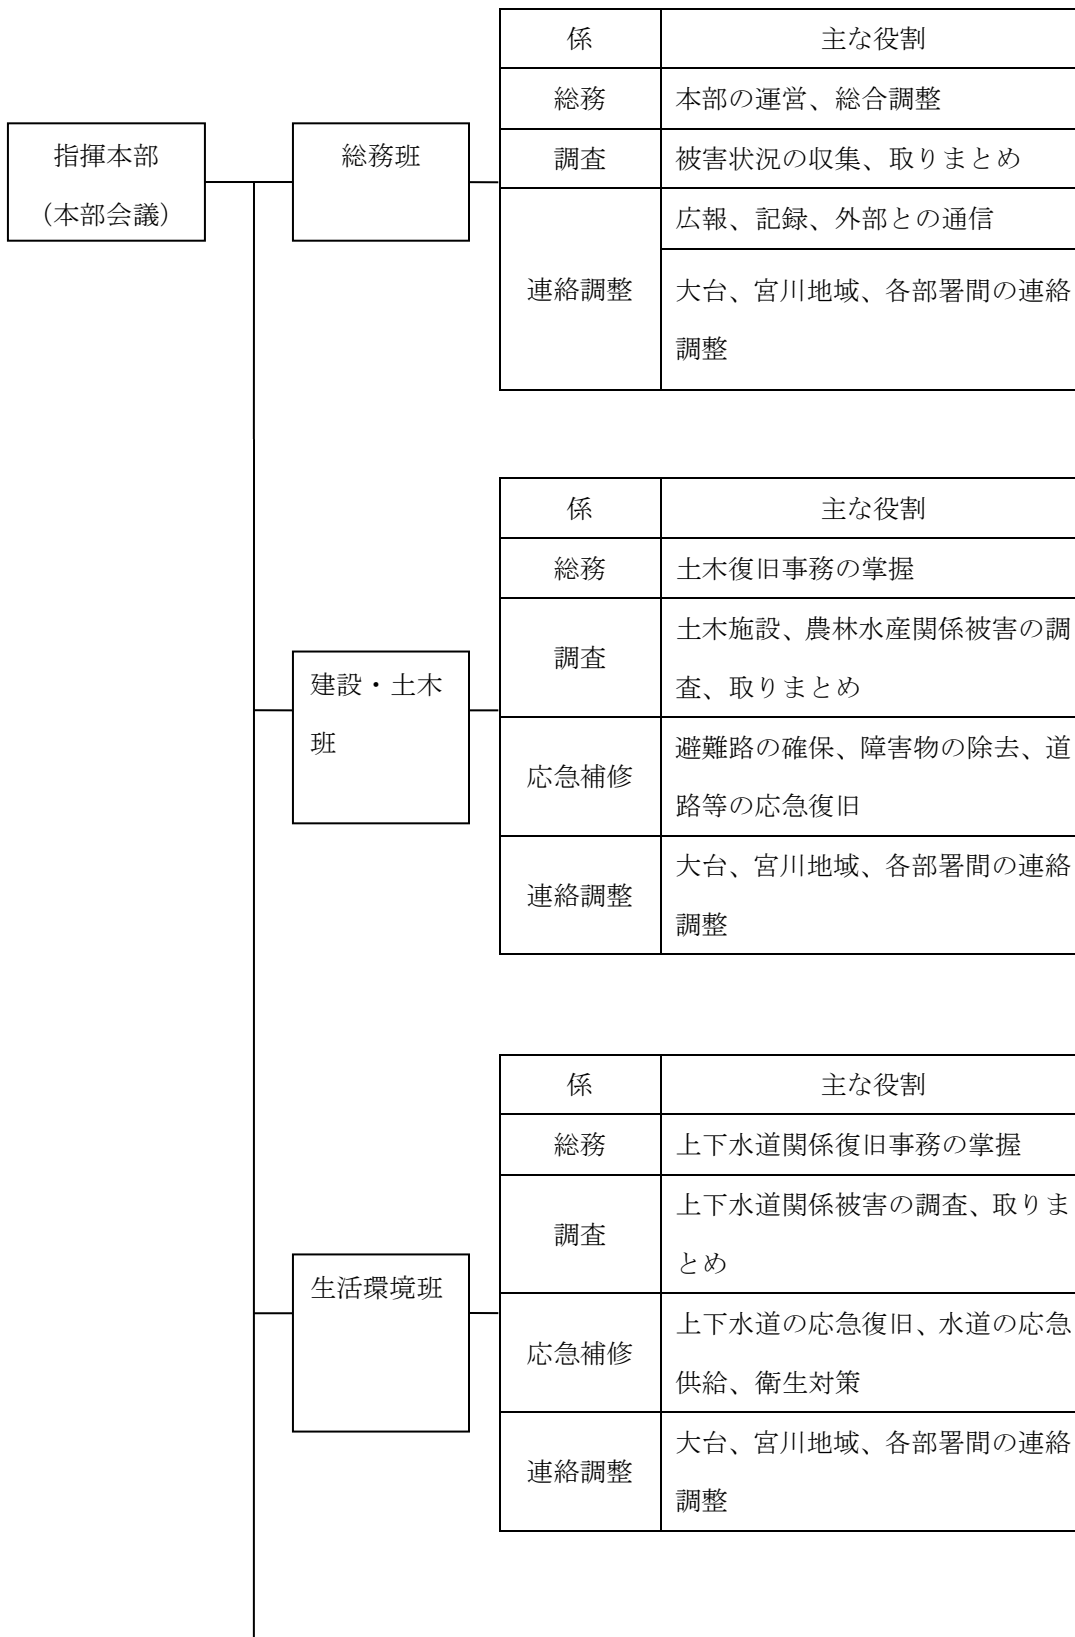 指揮本部
（本部会議）
総務班
係 主な役割
総務 本部の運営、総合調整
調査 被害状況の収集、取りまとめ
連絡調整 広報、記録、外部との通信
大台、宮川地域、各部署間の連絡
調整
建設・土木
班
係 主な役割
総務 土木復旧事務の掌握
調査 土木施設、農林水産関係被害の調
査、取りまとめ
応急補修 避難路の確保、障害物の除去、道
路等の応急復旧
連絡調整 大台、宮川地域、各部署間の連絡
調整
生活環境班
係 主な役割
総務 上下水道関係復旧事務の掌握
調査 上下水道関係被害の調査、取りま
とめ
応急補修 上下水道の応急復旧、水道の応急
供給、衛生対策
連絡調整 大台、宮川地域、各部署間の連絡
調整